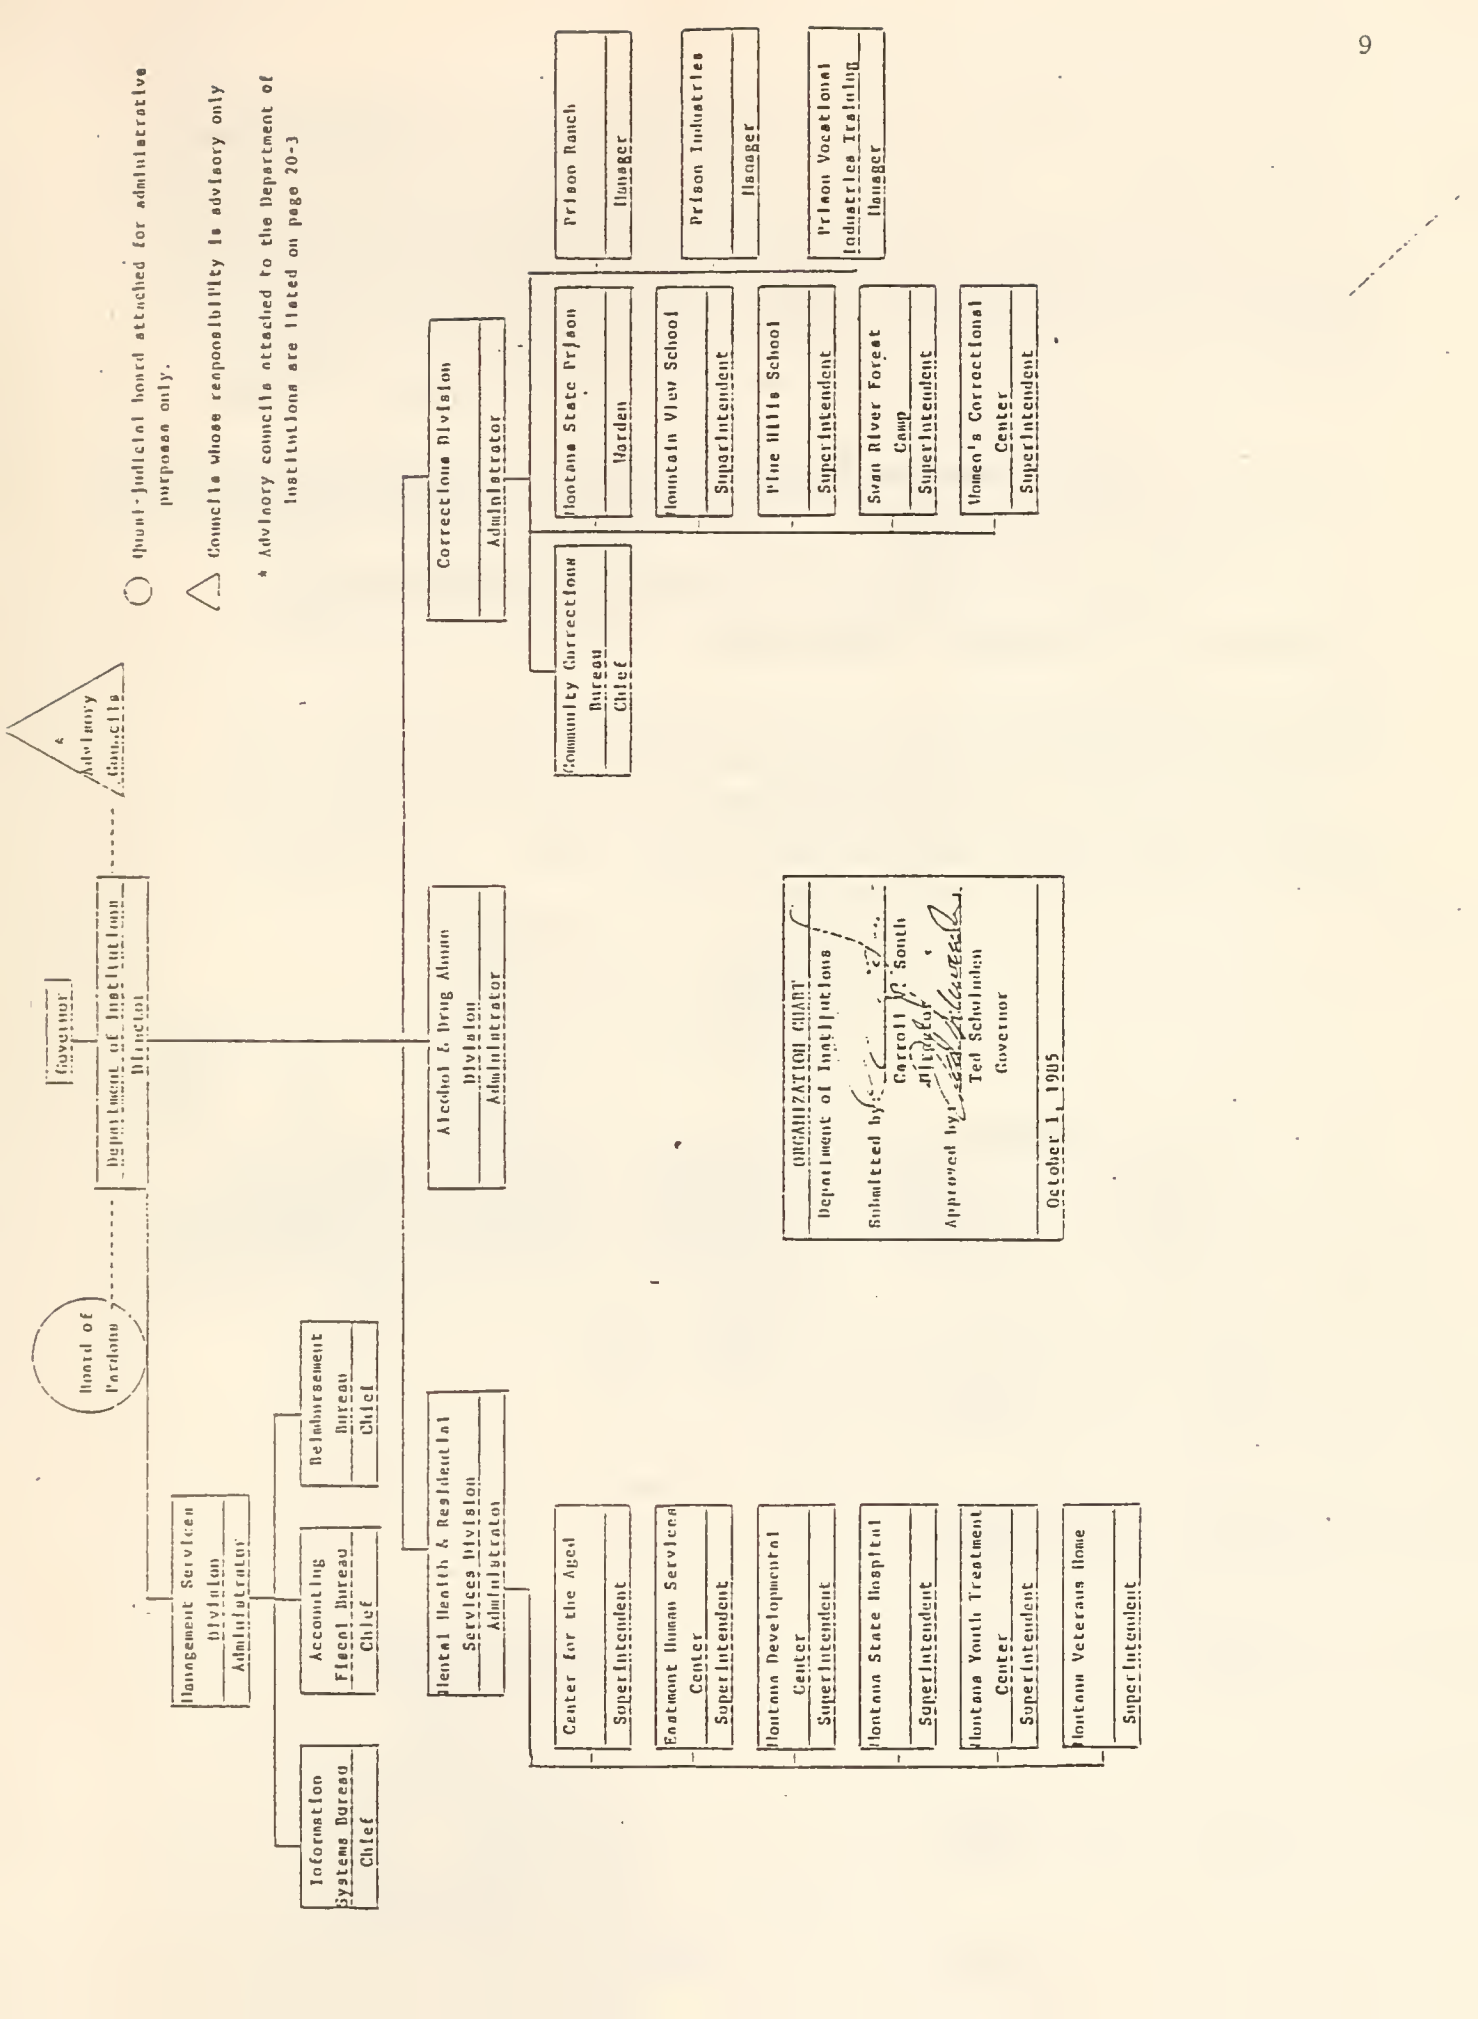 9
Governor
Department of Institutions
Director
Board of
Pardons
*
Advisory
Councils
Quasi-judicial board attached for administrative
purposes only.
Councils whose responsibility is advisory only
* Advisory councils attached to the Department of
Institutions are listed on page 20-3
Management Services
Division
Administrator
Information
Systems Bureau
Chief
Accounting
Fiscal Bureau
Chief
Reimbursement
Bureau
Chief
Mental Health & Residential
Services Division
Administrator
Alcohol & Drug Abuse
Division
Administrator
Corrections Division
Administrator
Center for the Aged
Superintendent
Eastmont Human Services
Center
Superintendent
Montana Developmental
Center
Superintendent
Montana State Hospital
Superintendent
Montana Youth Treatment
Center
Superintendent
Montana Veterans Home
Superintendent
Community Corrections
Bureau
Chief
Montana State Prison
Warden
Mountain View School
Superintendent
Pine Hills School
Superintendent
Swan River Forest
Camp
Superintendent
Women's Correctional
Center
Superintendent
Prison Ranch
Manager
Prison Industries
Manager
Prison Vocational
Industries Training
Manager
ORGANIZATION CHART
Department of Institutions
Submitted by:
Carroll V. South
Director
Approved by:
Ted Schwinden
Governor
October 1, 1985